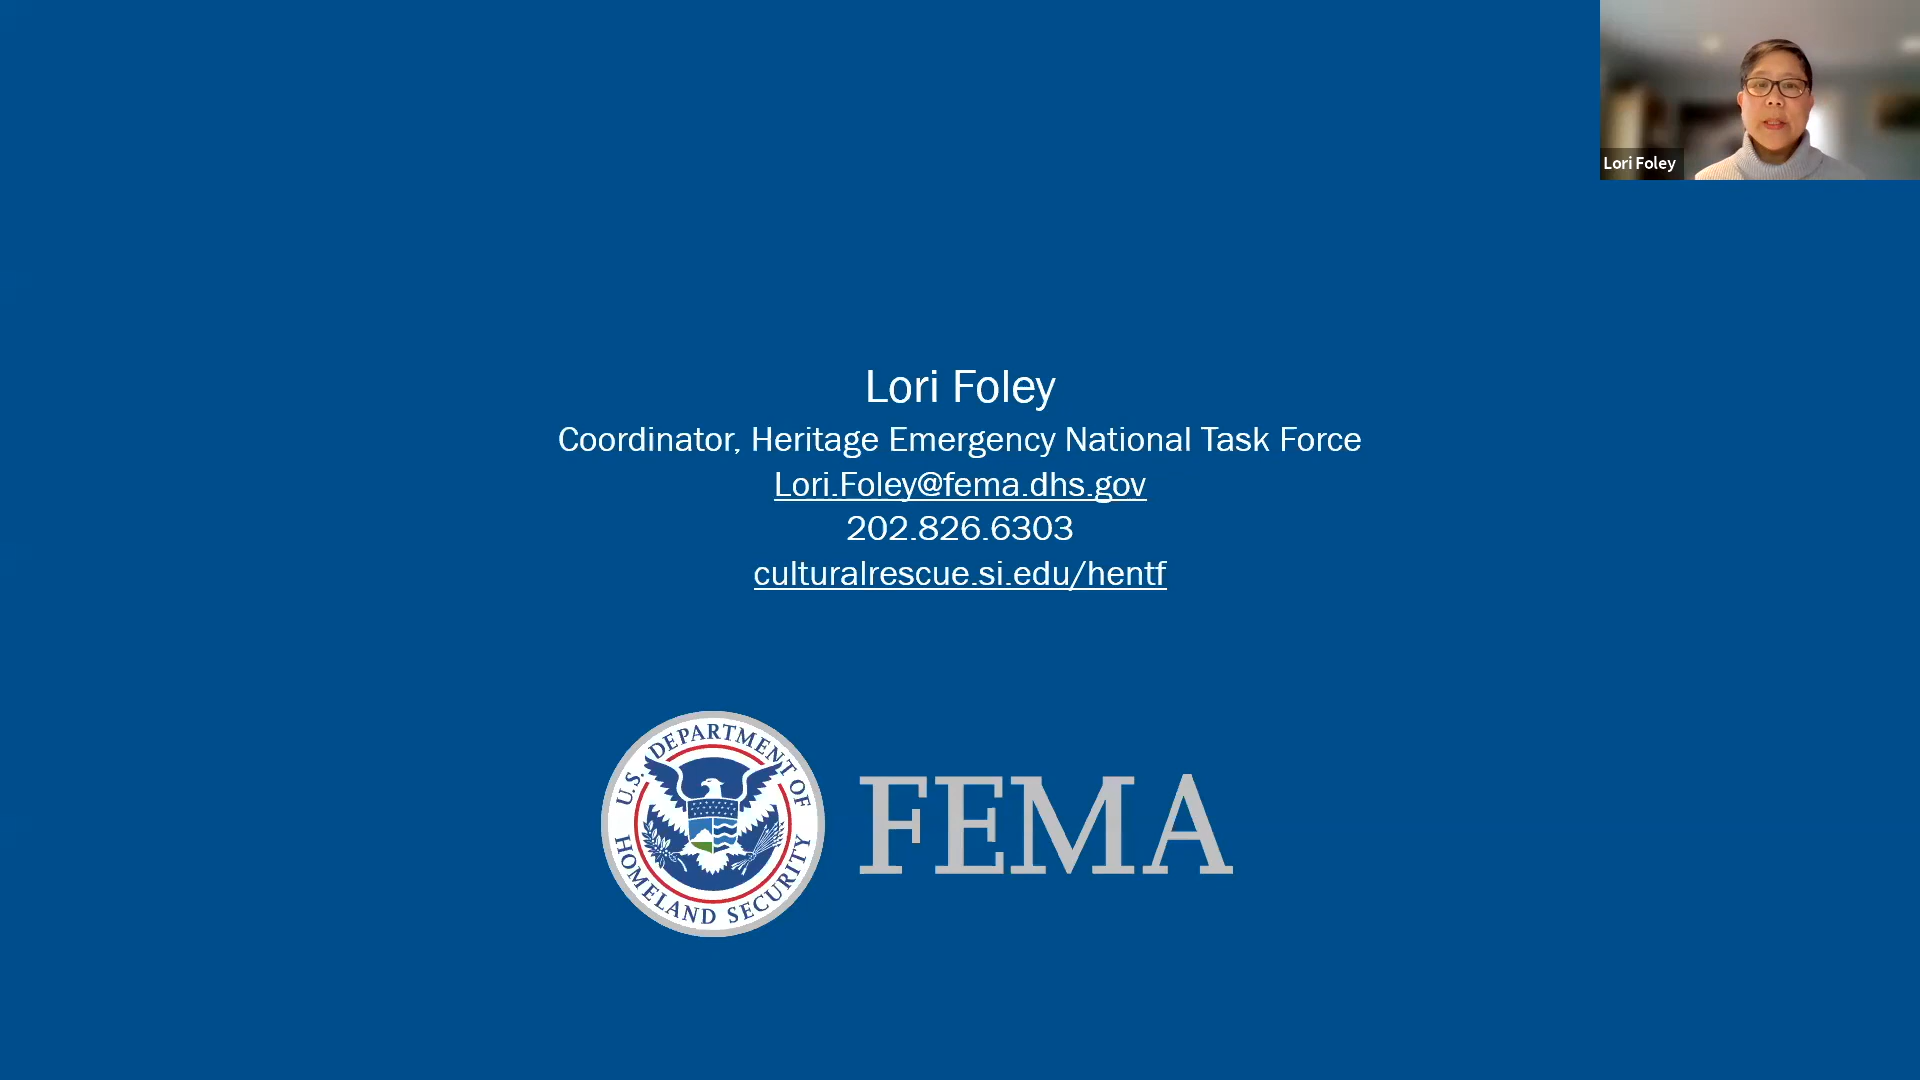 Lori Foley
Lori Foley
Coordinator, Heritage Emergency National Task Force
Lori.Foley@fema.dhs.gov
202.826.6303
culturalrescue.si.edu/hentf
U.S. DEPARTMENT OF
HOMELAND SECURITY
FEMA